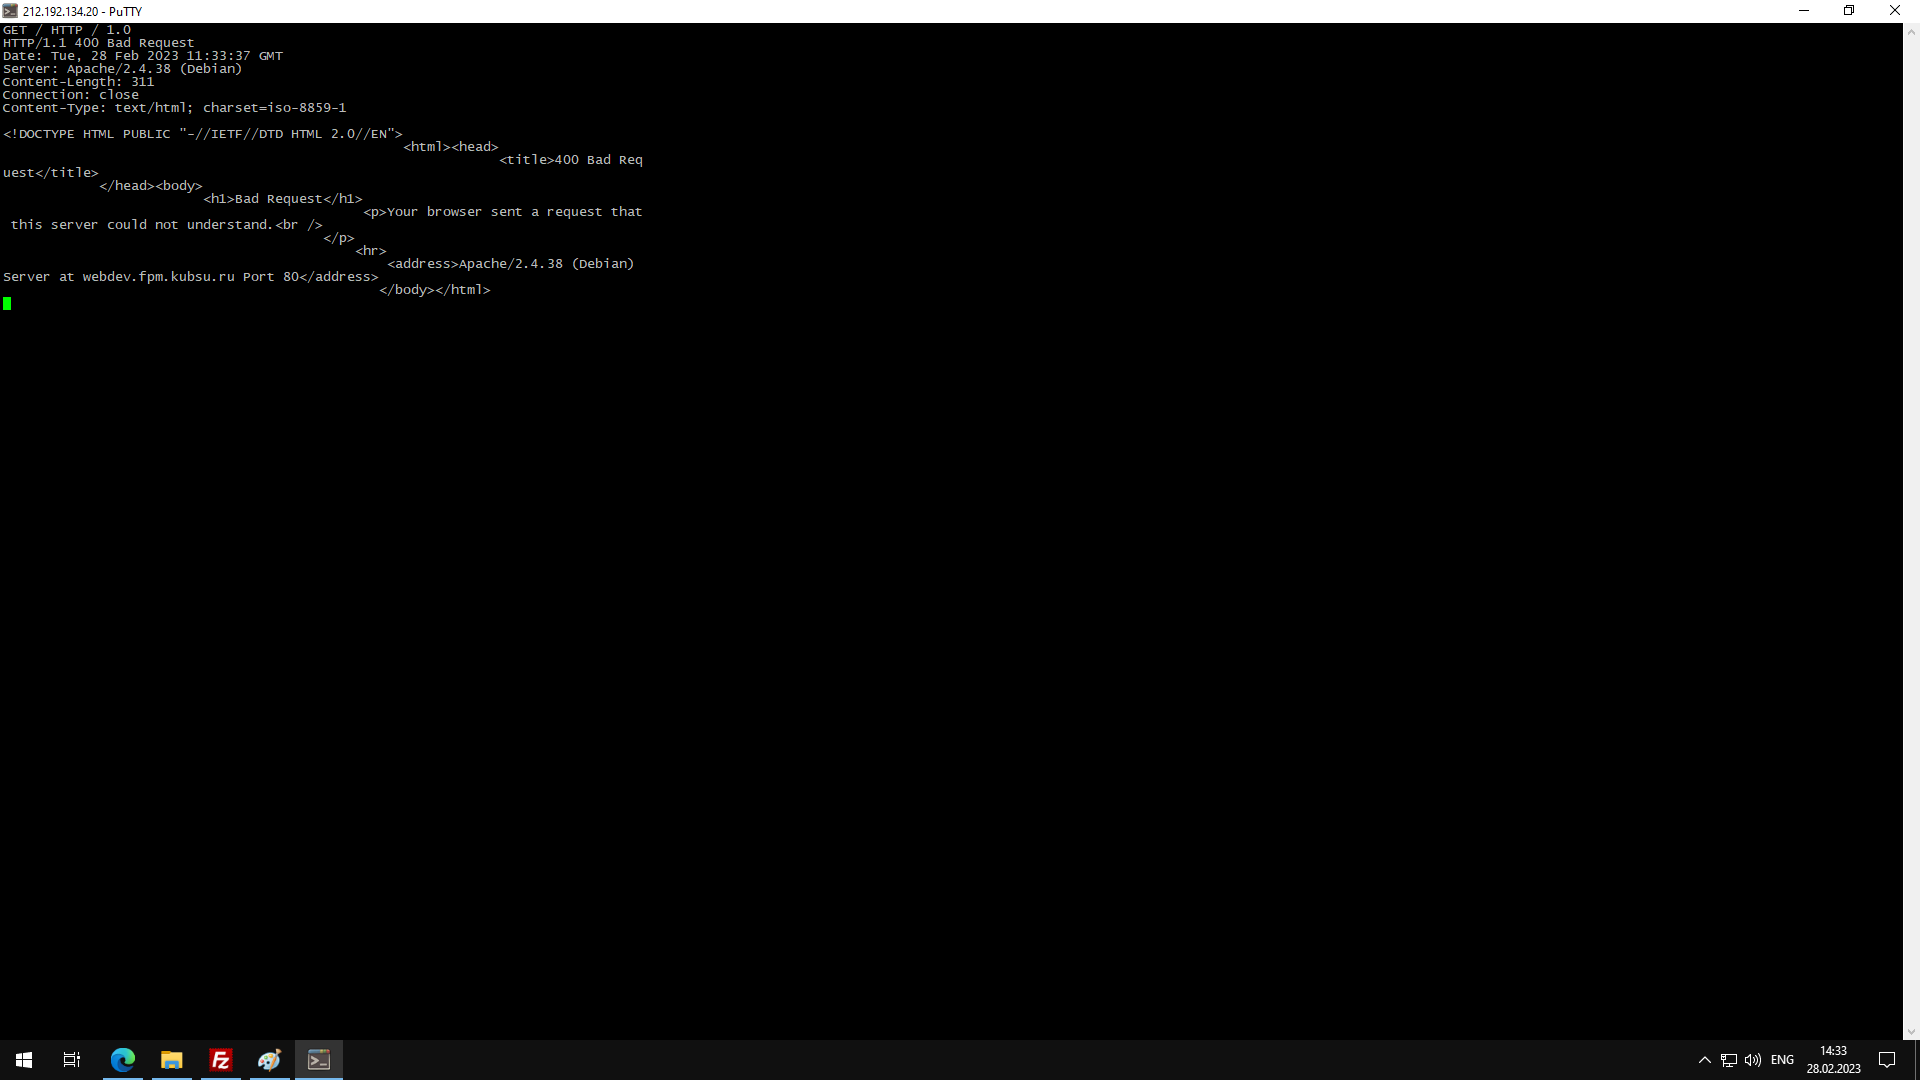 212.192.134.20 - PuTTY
GET / HTTP / 1.0
HTTP/1.1 400 Bad Request
Date: Tue, 28 Feb 2023 11:33:37 GMT
Server: Apache/2.4.38 (Debian)
Content-Length: 311
Connection: close
Content-Type: text/html; charset=iso-8859-1
<!DOCTYPE HTML PUBLIC "-//IETF//DTD HTML 2.0//EN">
<html><head>
<title>400 Bad Req
uest</title>
</head><body>
<h1>Bad Request</h1>
<p>Your browser sent a request that
this server could not understand.<br />
</p>
<hr>
<address>Apache/2.4.38 (Debian)
Server at webdev.fpm.kubsu.ru Port 80</address>
</body></html>
Fz
ENG
14:33
28.02.2023